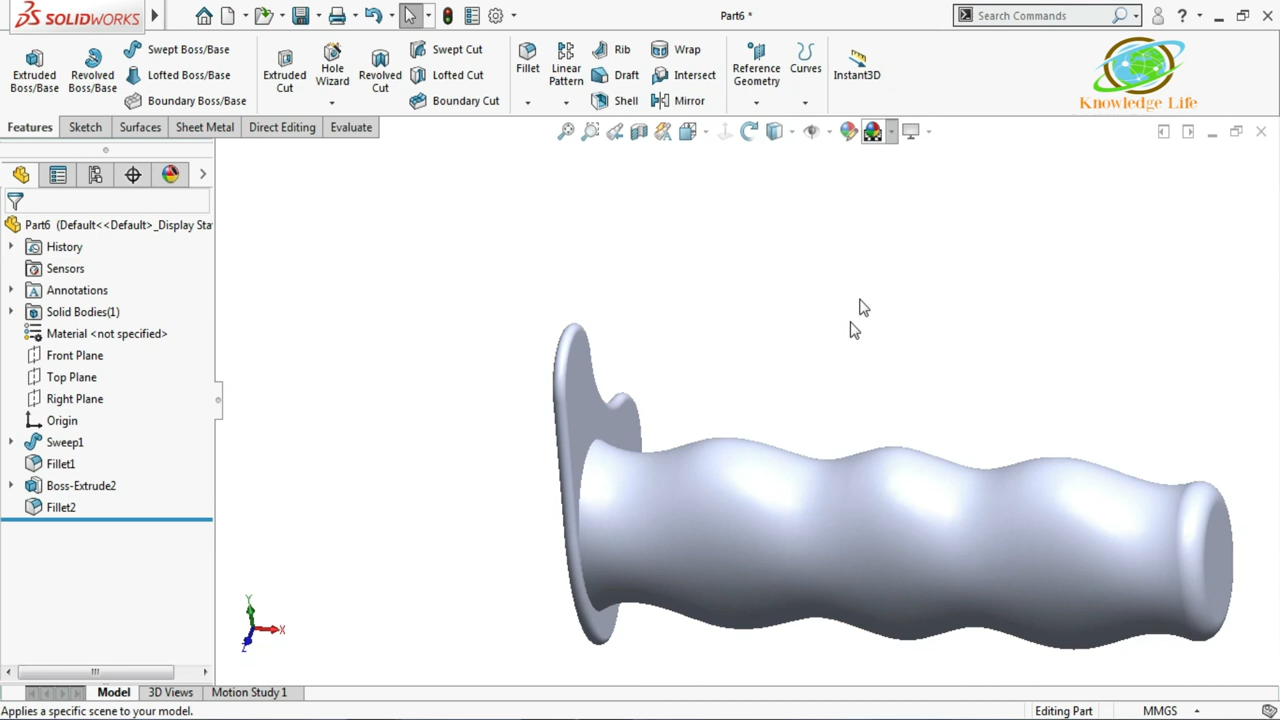 SOLIDWORKS
Part6 *
Search Commands
Extruded Boss/Base
Revolved Boss/Base
Swept Boss/Base
Lofted Boss/Base
Boundary Boss/Base
Extruded Cut
Hole Wizard
Revolved Cut
Swept Cut
Lofted Cut
Boundary Cut
Fillet
Linear Pattern
Rib
Draft
Shell
Wrap
Intersect
Mirror
Reference Geometry
Curves
Instant3D
Knowledge Life
Features
Sketch
Surfaces
Sheet Metal
Direct Editing
Evaluate
Part6 (Default<<Default>_Display Sta
History
Sensors
Annotations
Solid Bodies(1)
Material <not specified>
Front Plane
Top Plane
Right Plane
Origin
Sweep1
Fillet1
Boss-Extrude2
Fillet2
Y
X
Z
Model
3D Views
Motion Study 1
Applies a specific scene to your model.
Editing Part
MMGS